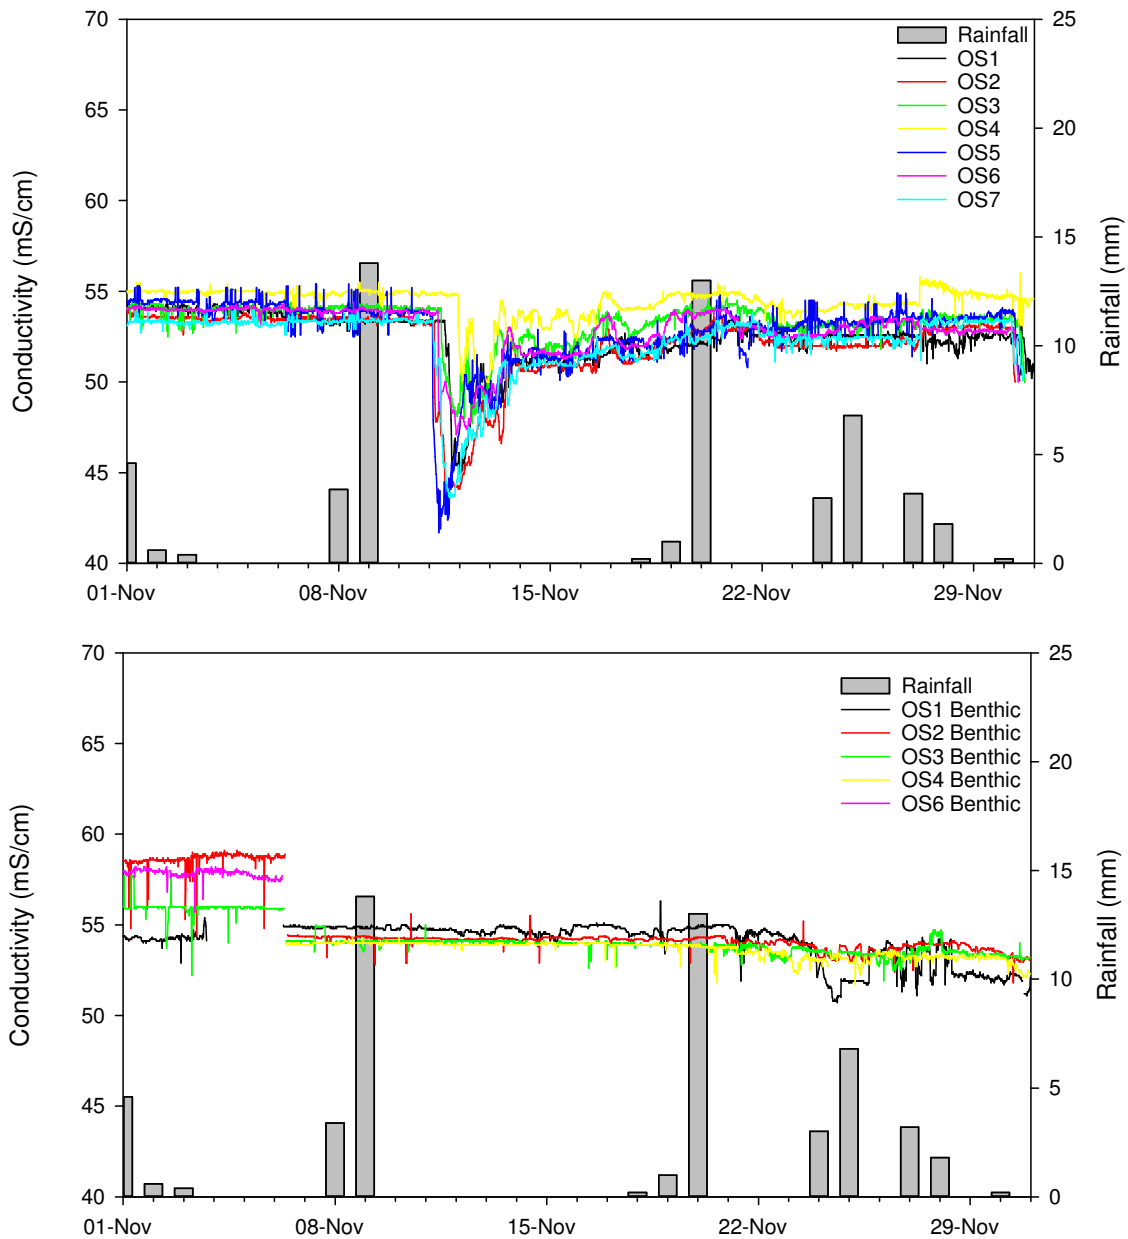 70
65
60
55
50
45
40
Conductivity (mS/cm)
25
20
15
10
5
0
Rainfall (mm)
Rainfall
OS1
OS2
OS3
OS4
OS5
OS6
OS7
01-Nov 08-Nov 15-Nov 22-Nov 29-Nov
70
65
60
55
50
45
40
Conductivity (mS/cm)
25
20
15
10
5
0
Rainfall (mm)
Rainfall
OS1 Benthic
OS2 Benthic
OS3 Benthic
OS4 Benthic
OS6 Benthic
01-Nov 08-Nov 15-Nov 22-Nov 29-Nov